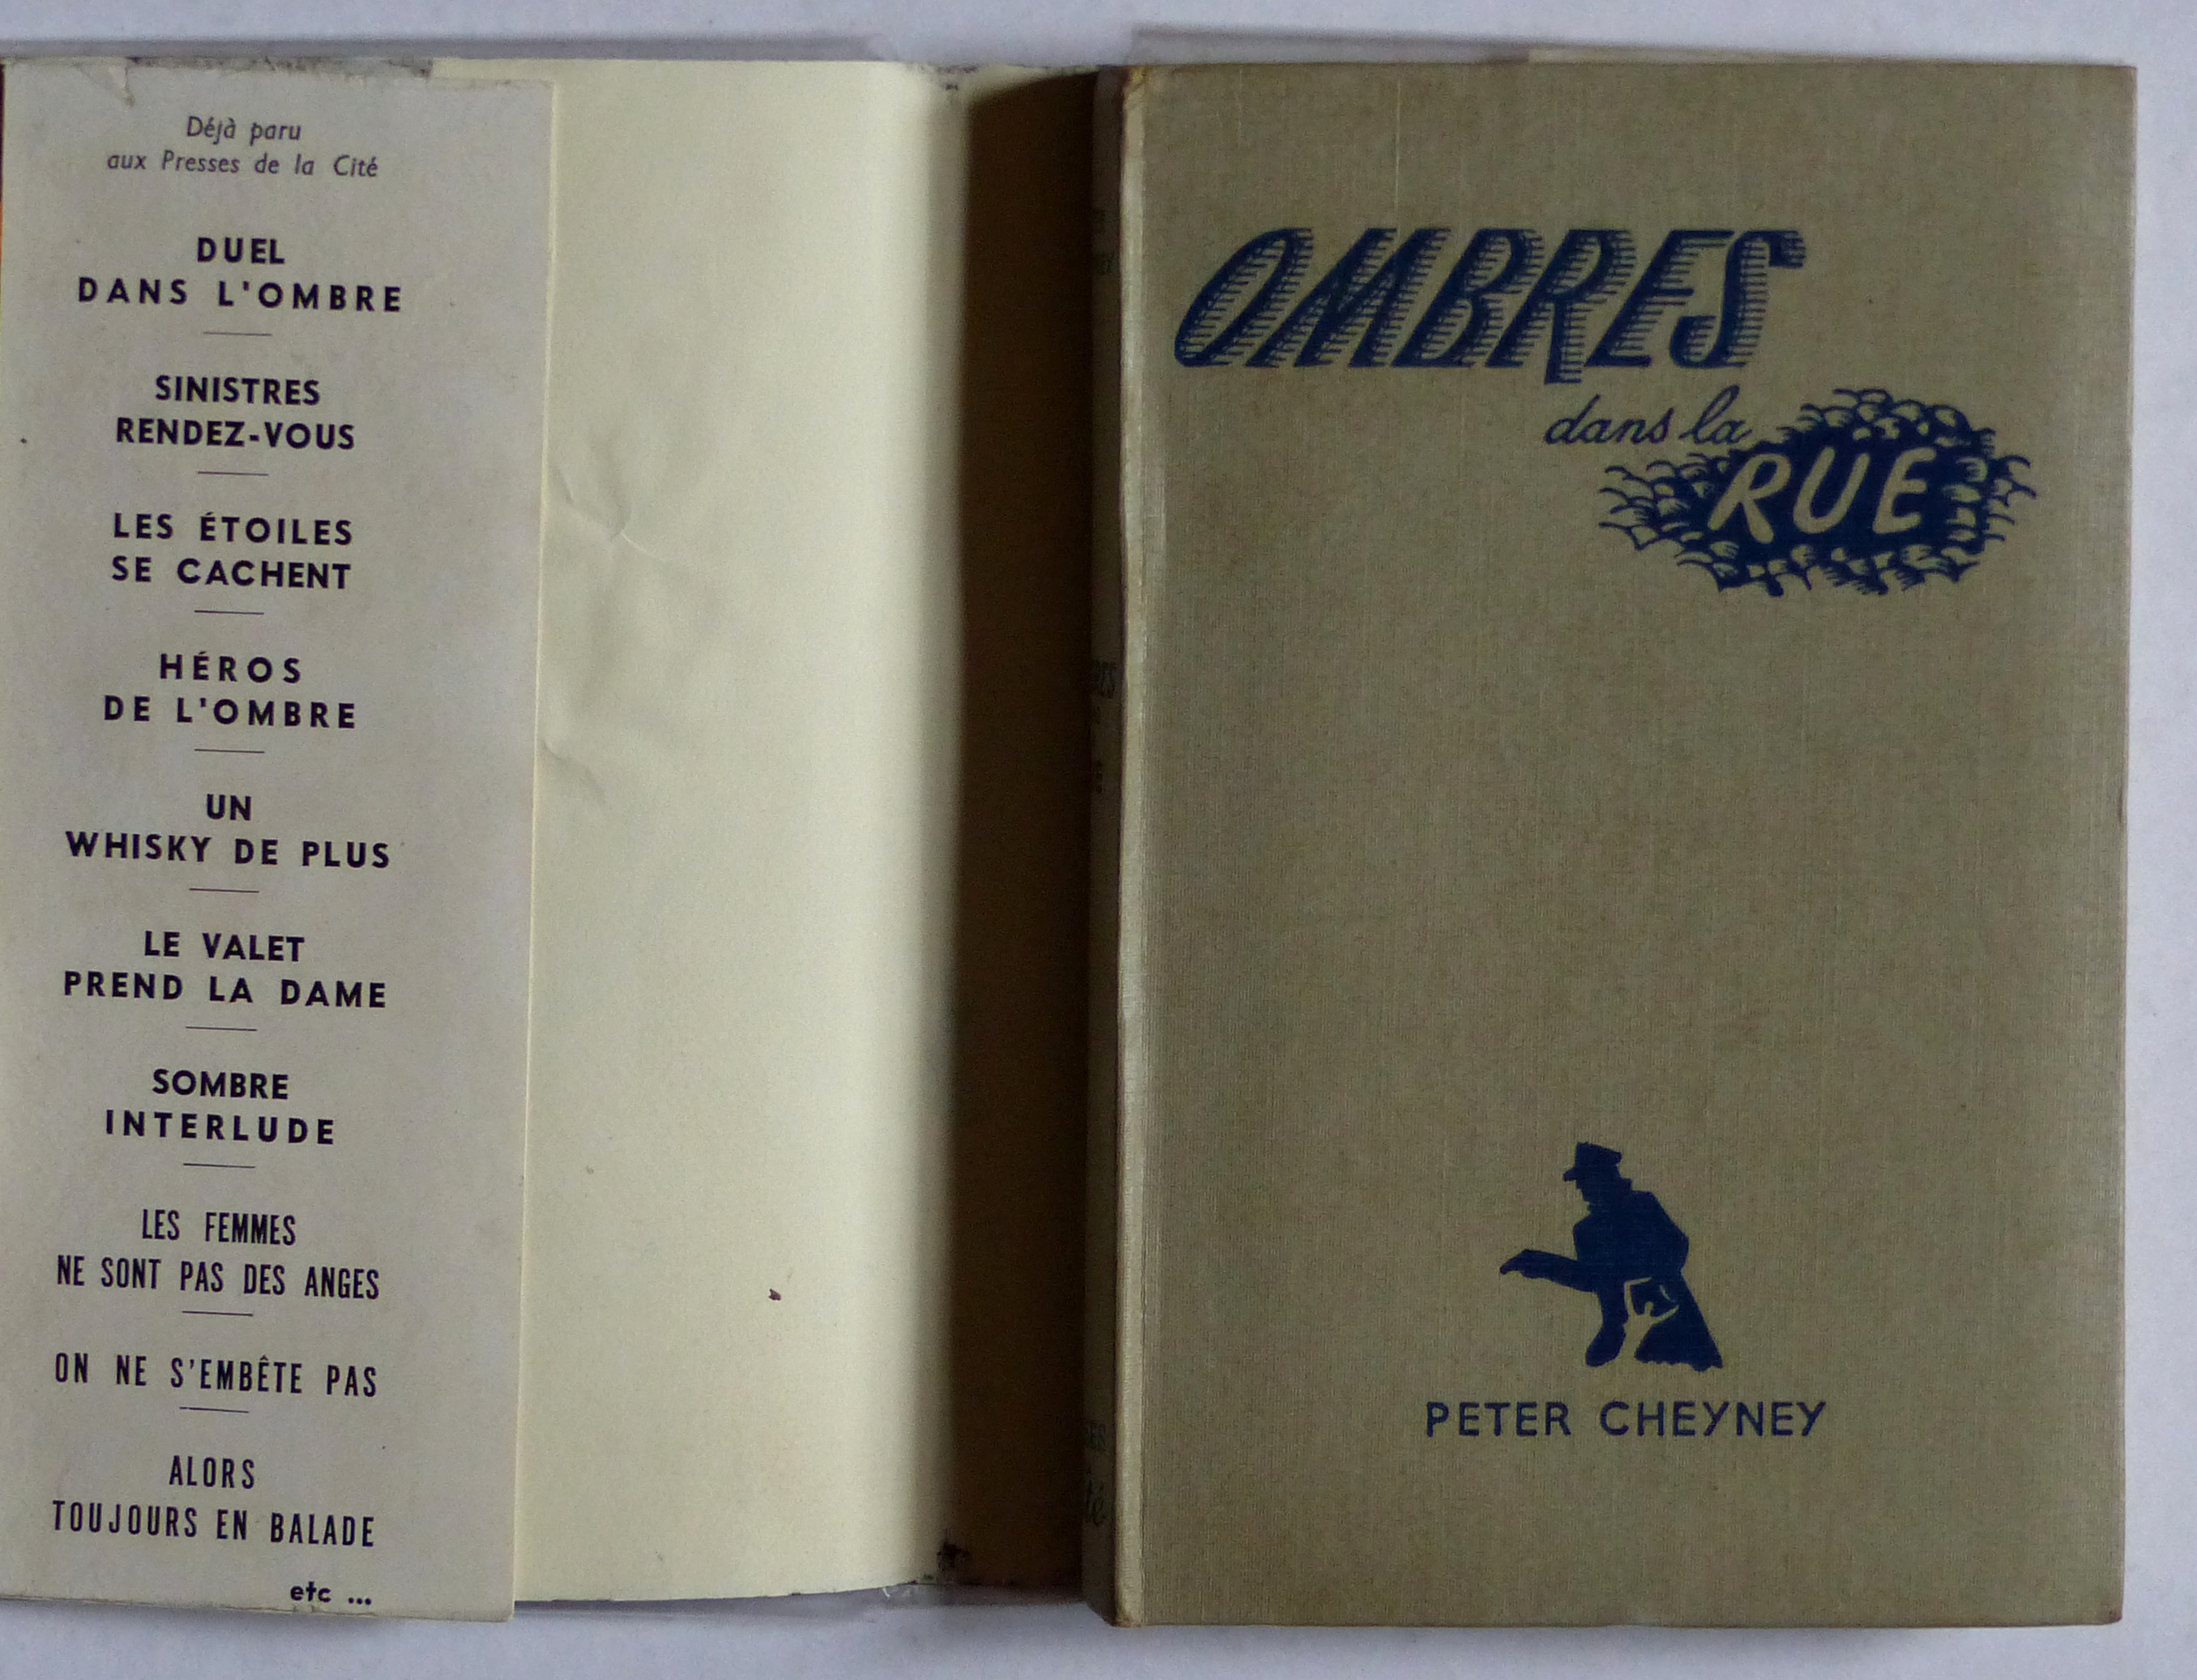 Déjà paru
aux Presses de la Cité
DUEL
DANS L'OMBRE
SINISTRES
RENDEZ-VOUS
LES ÉTOILES
SE CACHENT
HÉROS
DE L'OMBRE
UN
WHISKY DE PLUS
LE VALET
PREND LA DAME
SOMBRE
INTERLUDE
LES FEMMES
NE SONT PAS DES ANGES
ON NE S'EMBÊTE PAS
ALORS
TOUJOURS EN BALADE
etc ...
OMBRES
dans la
RUE
PETER CHEYNEY